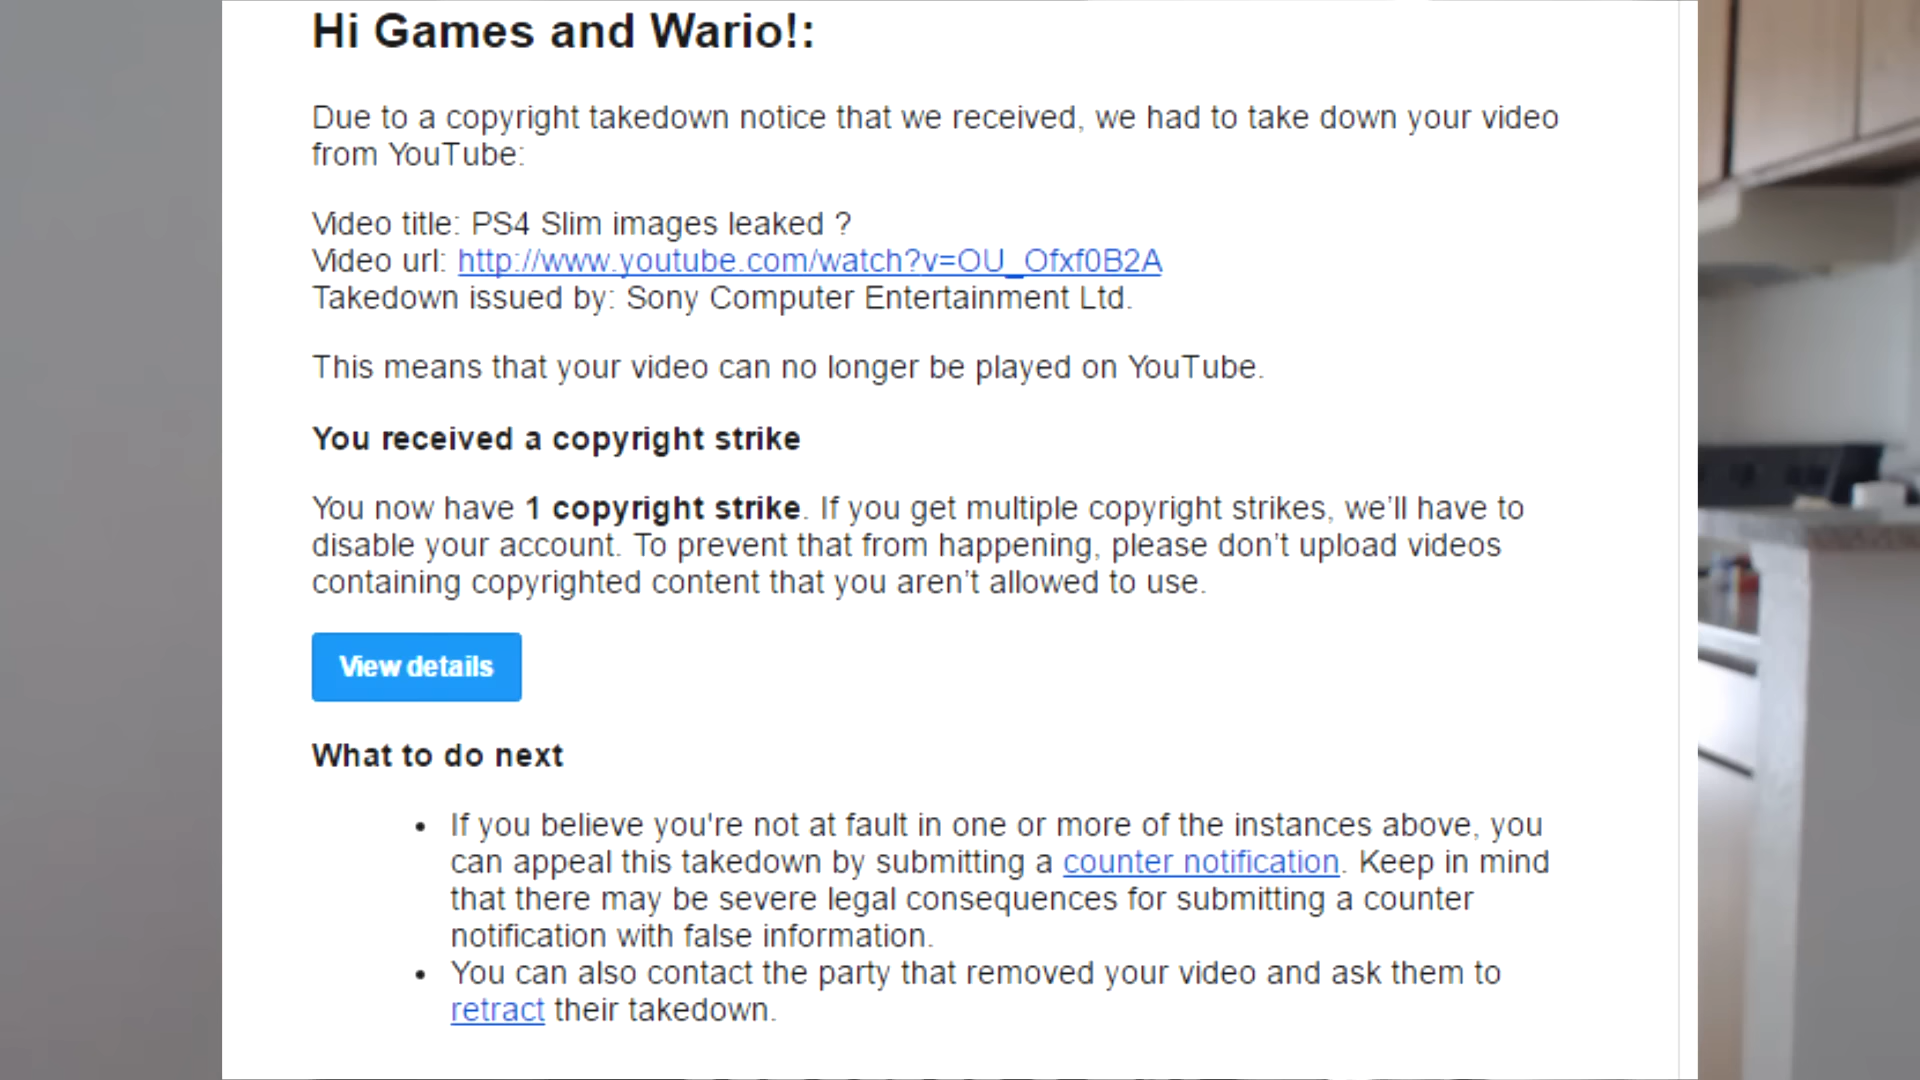 Hi Games and Wario!:
Due to a copyright takedown notice that we received, we had to take down your video
from YouTube:
Video title: PS4 Slim images leaked ?
Video url: http://www.youtube.com/watch?v=OU_Ofxf0B2A
Takedown issued by: Sony Computer Entertainment Ltd.
This means that your video can no longer be played on YouTube.
You received a copyright strike
You now have 1 copyright strike. If you get multiple copyright strikes, we’ll have to
disable your account. To prevent that from happening, please don’t upload videos
containing copyrighted content that you aren’t allowed to use.
View details
What to do next
• If you believe you're not at fault in one or more of the instances above, you
can appeal this takedown by submitting a counter notification. Keep in mind
that there may be severe legal consequences for submitting a counter
notification with false information.
• You can also contact the party that removed your video and ask them to
retract their takedown.